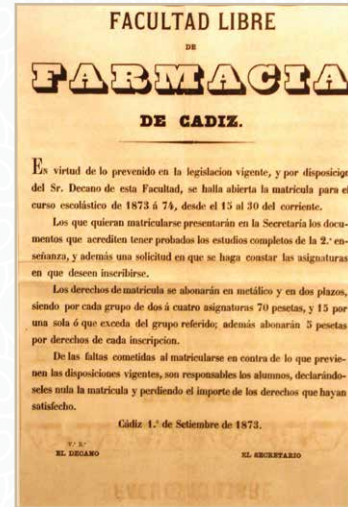 FACULTAD LIBRE
DE
FARMACIA
DE CADIZ.
En virtud de lo prevenido en la legislacion vigente, y por disposicion
del Sr. Decano de esta Facultad, se halla abierta la matrícula para el
curso escolástico de 1873 á 74, desde el 15 al 30 del corriente.
Los que quieran matricularse presentarán en la Secretaría los docu-
mentos que acrediten tener probados los estudios completos de la 2.ª en-
señanza, y además una solicitud en que se haga constar las asignaturas
en que deseen inscribirse.
Los derechos de matrícula se abonarán en metálico y en dos plazos,
siendo por cada grupo de dos á cuatro asignaturas 70 pesetas, y 15 por
una sola ó que exceda del grupo referido; además abonarán 5 pesetas
por derechos de cada inscripcion.
De las faltas cometidas al matricularse en contra de lo que previe-
nen las disposiciones vigentes, son responsables los alumnos, declarándo-
seles nula la matrícula y perdiendo el importe de los derechos que hayan
satisfecho.
Cádiz 1.º de Setiembre de 1873.
V.º B.º
EL DECANO EL SECRETARIO